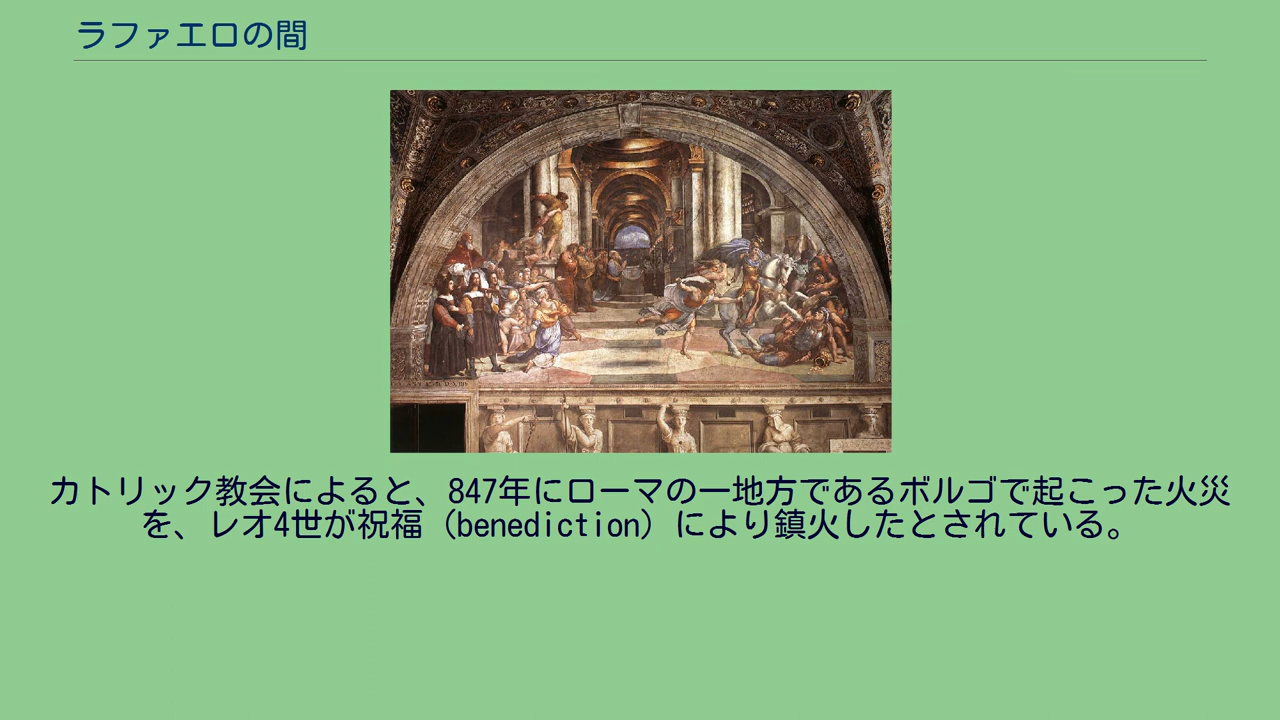 ラファエロの間
カトリック教会によると、847年にローマの一地方であるボルゴで起こった火災
を、レオ4世が祝福（benediction）により鎮火したとされている。